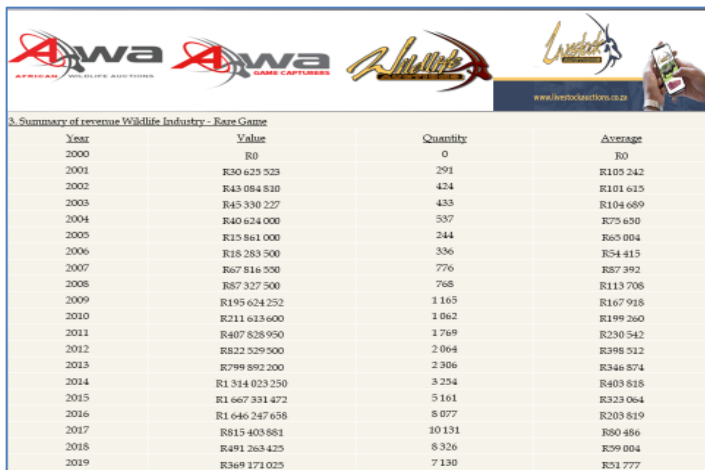 AWA
AFRICAN WILDLIFE AUCTIONS
AWA
GAME CAPTURERS
Wildlife
AUCTIONS
Livestock
www.livestockauctions.co.za
3. Summary of revenue Wildlife Industry - Rare Game
Year Value Quantity Average
2000 R0 0 R0
2001 R30 625 523 291 R105 242
2002 R43 084 810 424 R101 615
2003 R45 330 227 433 R104 689
2004 R40 624 000 537 R75 650
2005 R15 861 000 244 R65 004
2006 R18 283 500 336 R54 415
2007 R67 816 550 776 R87 392
2008 R87 327 500 768 R113 708
2009 R195 624 252 1 165 R167 918
2010 R211 613 600 1 062 R199 260
2011 R407 828 950 1 769 R230 542
2012 R822 529 500 2 064 R398 512
2013 R799 892 200 2 306 R346 874
2014 R1 314 023 250 3 254 R403 818
2015 R1 667 331 472 5 161 R323 064
2016 R1 646 247 658 8 077 R203 819
2017 R815 403 881 10 131 R80 486
2018 R491 263 425 8 326 R59 004
2019 R369 171 025 7 130 R51 777